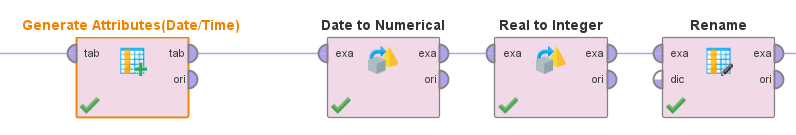 Generate Attributes(Date/Time) Date to Numerical Real to Integer Rename
tab tab exa exa exa exa exa exa
ori ori ori dic ori